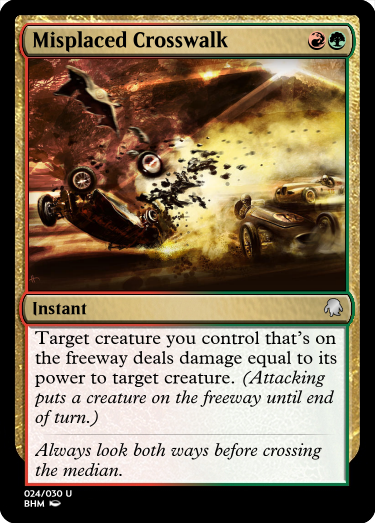 Misplaced Crosswalk
Instant
Target creature you control that's on
the freeway deals damage equal to its
power to target creature. (Attacking
puts a creature on the freeway until end
of turn.)
Always look both ways before crossing
the median.
024/030 U
BHM